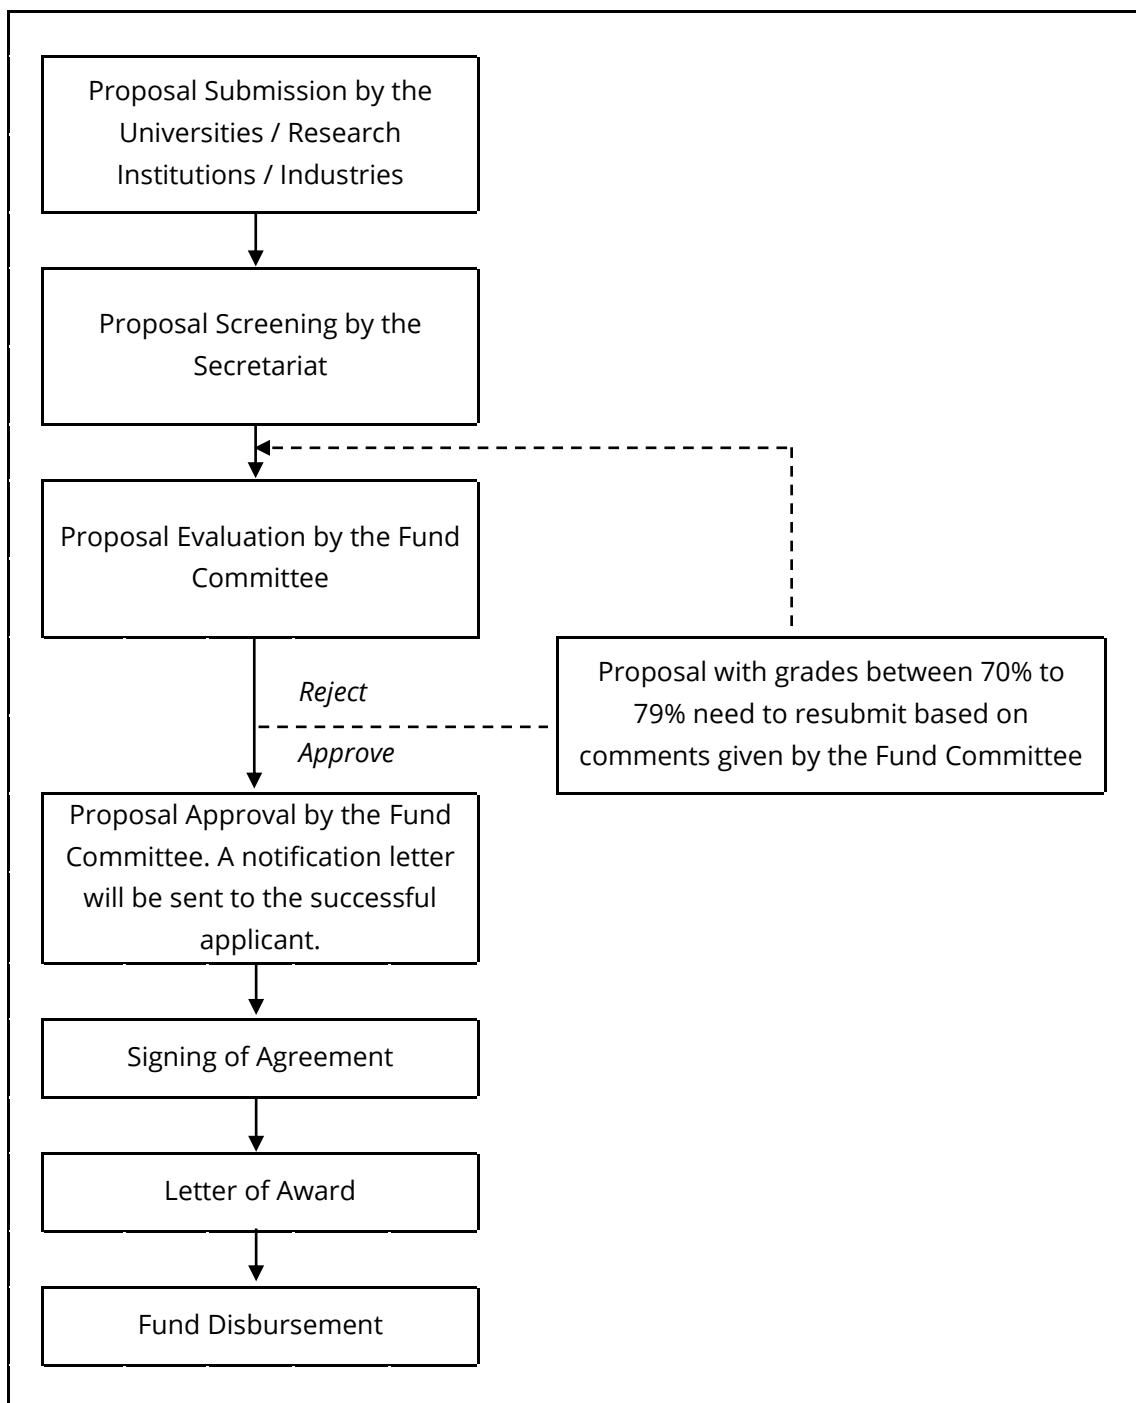 Proposal Submission by the
Universities / Research
Institutions / Industries
Proposal Screening by the
Secretariat
Proposal Evaluation by the Fund
Committee
Reject
Approve
Proposal with grades between 70% to
79% need to resubmit based on
comments given by the Fund Committee
Proposal Approval by the Fund
Committee. A notification letter
will be sent to the successful
applicant.
Signing of Agreement
Letter of Award
Fund Disbursement